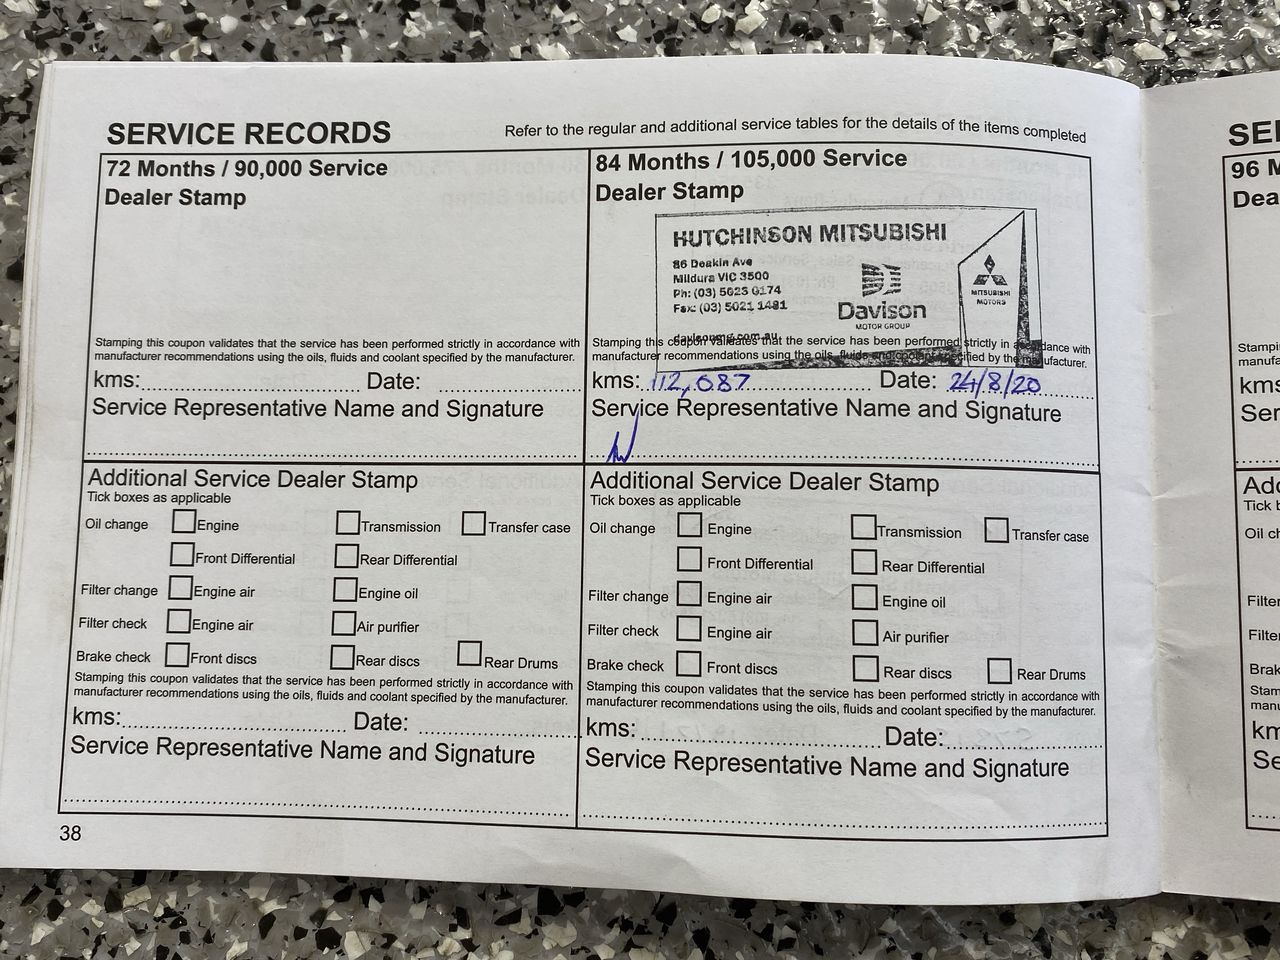 SERVICE RECORDS
Refer to the regular and additional service tables for the details of the items completed
72 Months / 90,000 Service
Dealer Stamp
Stamping this coupon validates that the service has been performed strictly in accordance with
manufacturer recommendations using the oils, fluids and coolant specified by the manufacturer.
kms: Date:
Service Representative Name and Signature
Additional Service Dealer Stamp
Tick boxes as applicable
Oil change Engine Transmission Transfer case
Front Differential Rear Differential
Filter change Engine air Engine oil
Filter check Engine air Air purifier
Brake check Front discs Rear discs Rear Drums
Stamping this coupon validates that the service has been performed strictly in accordance with
manufacturer recommendations using the oils, fluids and coolant specified by the manufacturer.
kms: Date:
Service Representative Name and Signature
38
84 Months / 105,000 Service
Dealer Stamp
HUTCHINSON MITSUBISHI
86 Deakin Ave
Mildura VIC 3500
Ph: (03) 5023 0174
Fax: (03) 5021 1481
davisonmg.com.au
Davison
MOTOR GROUP
MITSUBISHI
MOTORS
Stamping this coupon validates that the service has been performed strictly in accordance with
manufacturer recommendations using the oils, fluids and coolant specified by the manufacturer.
kms: 112,087 Date: 24/8/20
Service Representative Name and Signature
Additional Service Dealer Stamp
Tick boxes as applicable
Oil change Engine Transmission Transfer case
Front Differential Rear Differential
Filter change Engine air Engine oil
Filter check Engine air Air purifier
Brake check Front discs Rear discs Rear Drums
Stamping this coupon validates that the service has been performed strictly in accordance with
manufacturer recommendations using the oils, fluids and coolant specified by the manufacturer.
kms: Date:
Service Representative Name and Signature
96 M
Dea
kms
Ser
Tick b
Oil ch
Filter
Filter
Brak
Stam